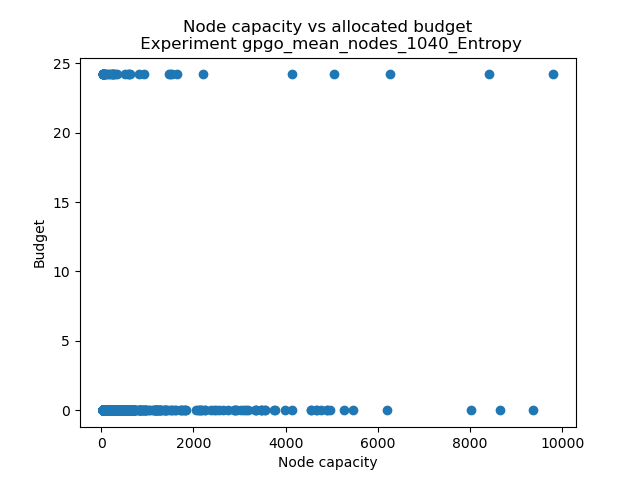 Node capacity vs allocated budget
Experiment gpgo_mean_nodes_1040_Entropy
25
20
15
10
5
0
Budget
0 2000 4000 6000 8000 10000
Node capacity